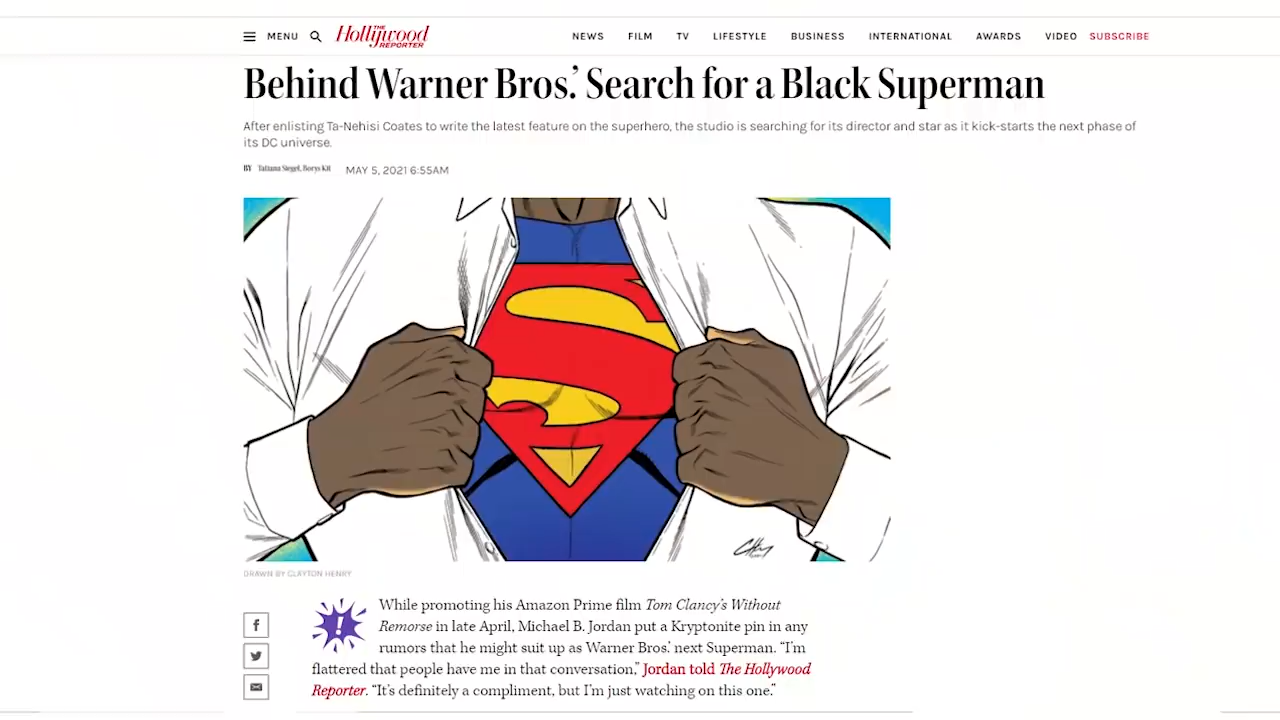 MENU
THE
Hollywood
REPORTER
NEWS FILM TV LIFESTYLE BUSINESS INTERNATIONAL AWARDS VIDEO SUBSCRIBE
Behind Warner Bros.’ Search for a Black Superman
After enlisting Ta-Nehisi Coates to write the latest feature on the superhero, the studio is searching for its director and star as it kick-starts the next phase of
its DC universe.
BY Tatiana Siegel, Borys Kit MAY 5, 2021 6:55AM
S
DRAWN BY CLAYTON HENRY
While promoting his Amazon Prime film Tom Clancy’s Without
Remorse in late April, Michael B. Jordan put a Kryptonite pin in any
rumors that he might suit up as Warner Bros.’ next Superman. “I’m
flattered that people have me in that conversation,” Jordan told The Hollywood
Reporter. “It’s definitely a compliment, but I’m just watching on this one.”